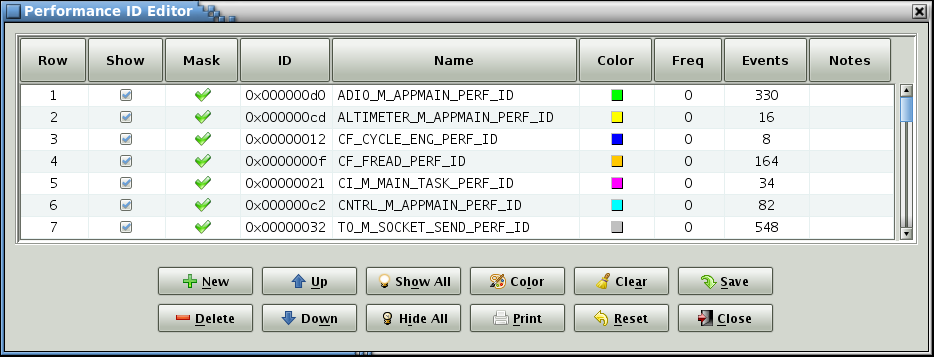 Performance ID Editor
Row Show Mask ID Name Color Freq Events Notes
1 0x000000d0 ADIO_M_APPMAIN_PERF_ID 0 330
2 0x000000cd ALTIMETER_M_APPMAIN_PERF_ID 0 16
3 0x00000012 CF_CYCLE_ENG_PERF_ID 0 8
4 0x0000000f CF_FREAD_PERF_ID 0 164
5 0x00000021 CI_M_MAIN_TASK_PERF_ID 0 34
6 0x000000c2 CNTRL_M_APPMAIN_PERF_ID 0 82
7 0x00000032 TO_M_SOCKET_SEND_PERF_ID 0 548
New Up Show All Color Clear Save
Delete Down Hide All Print Reset Close